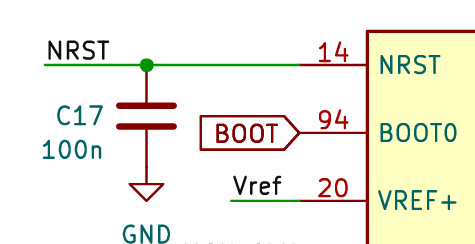 NRST 14 NRST
C17
100n
BOOT 94 BOOT0
Vref 20 VREF+
GND